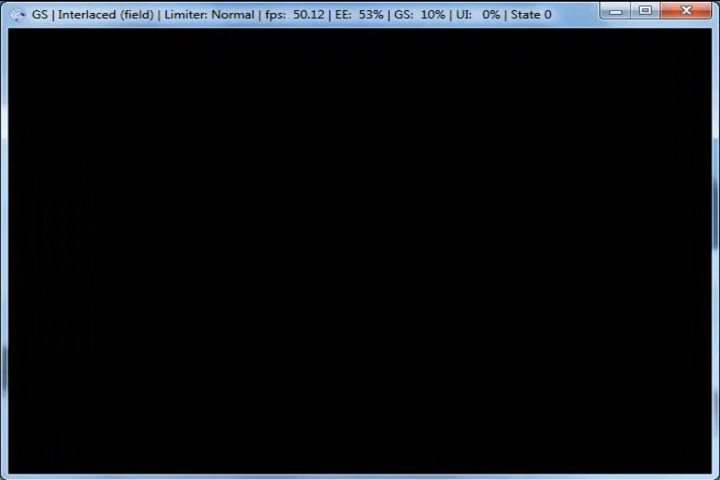 GS | Interlaced (field) | Limiter: Normal | fps: 50.12 | EE: 53% | GS: 10% | UI: 0% | State 0